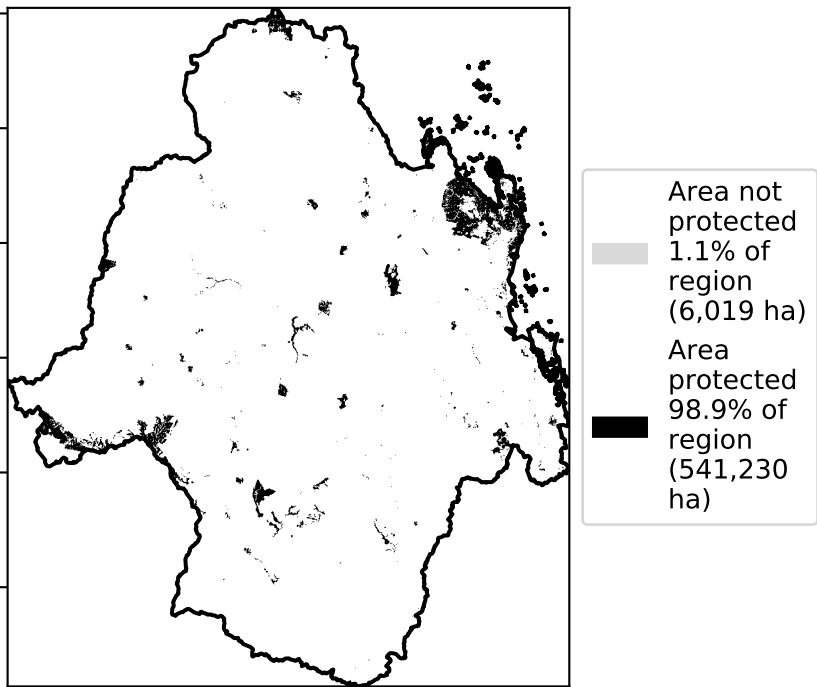 Area not
protected
1.1% of
region
(6,019 ha)
Area
protected
98.9% of
region
(541,230
ha)